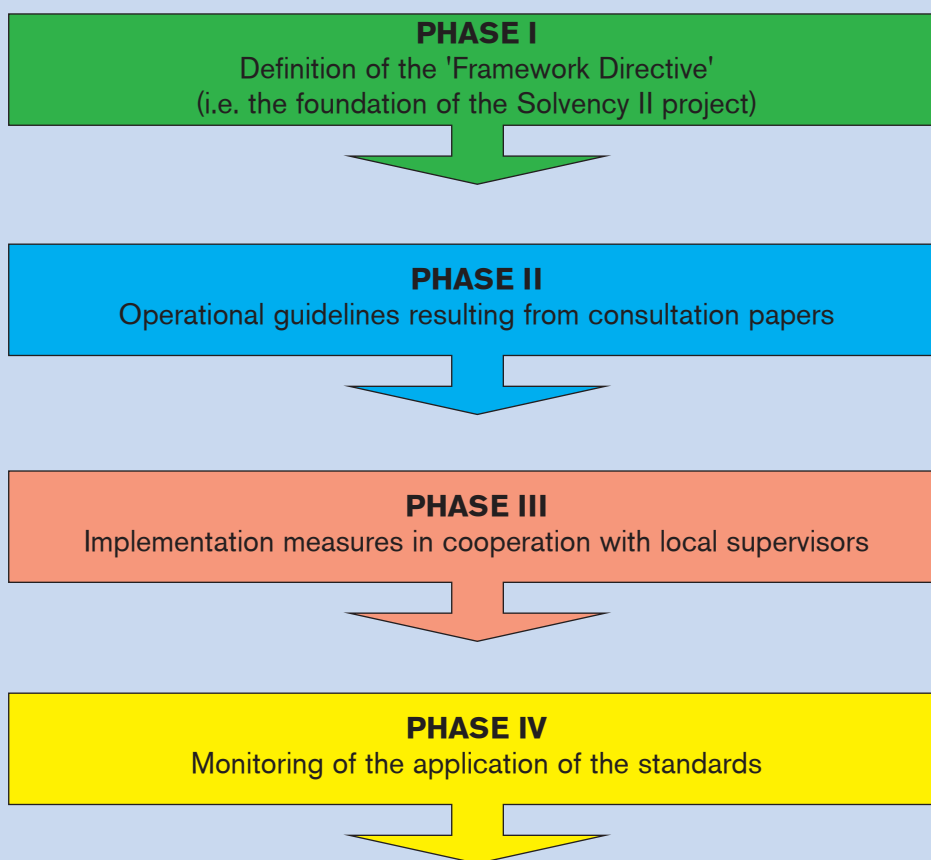 PHASE I
Definition of the 'Framework Directive'
(i.e. the foundation of the Solvency II project)
PHASE II
Operational guidelines resulting from consultation papers
PHASE III
Implementation measures in cooperation with local supervisors
PHASE IV
Monitoring of the application of the standards